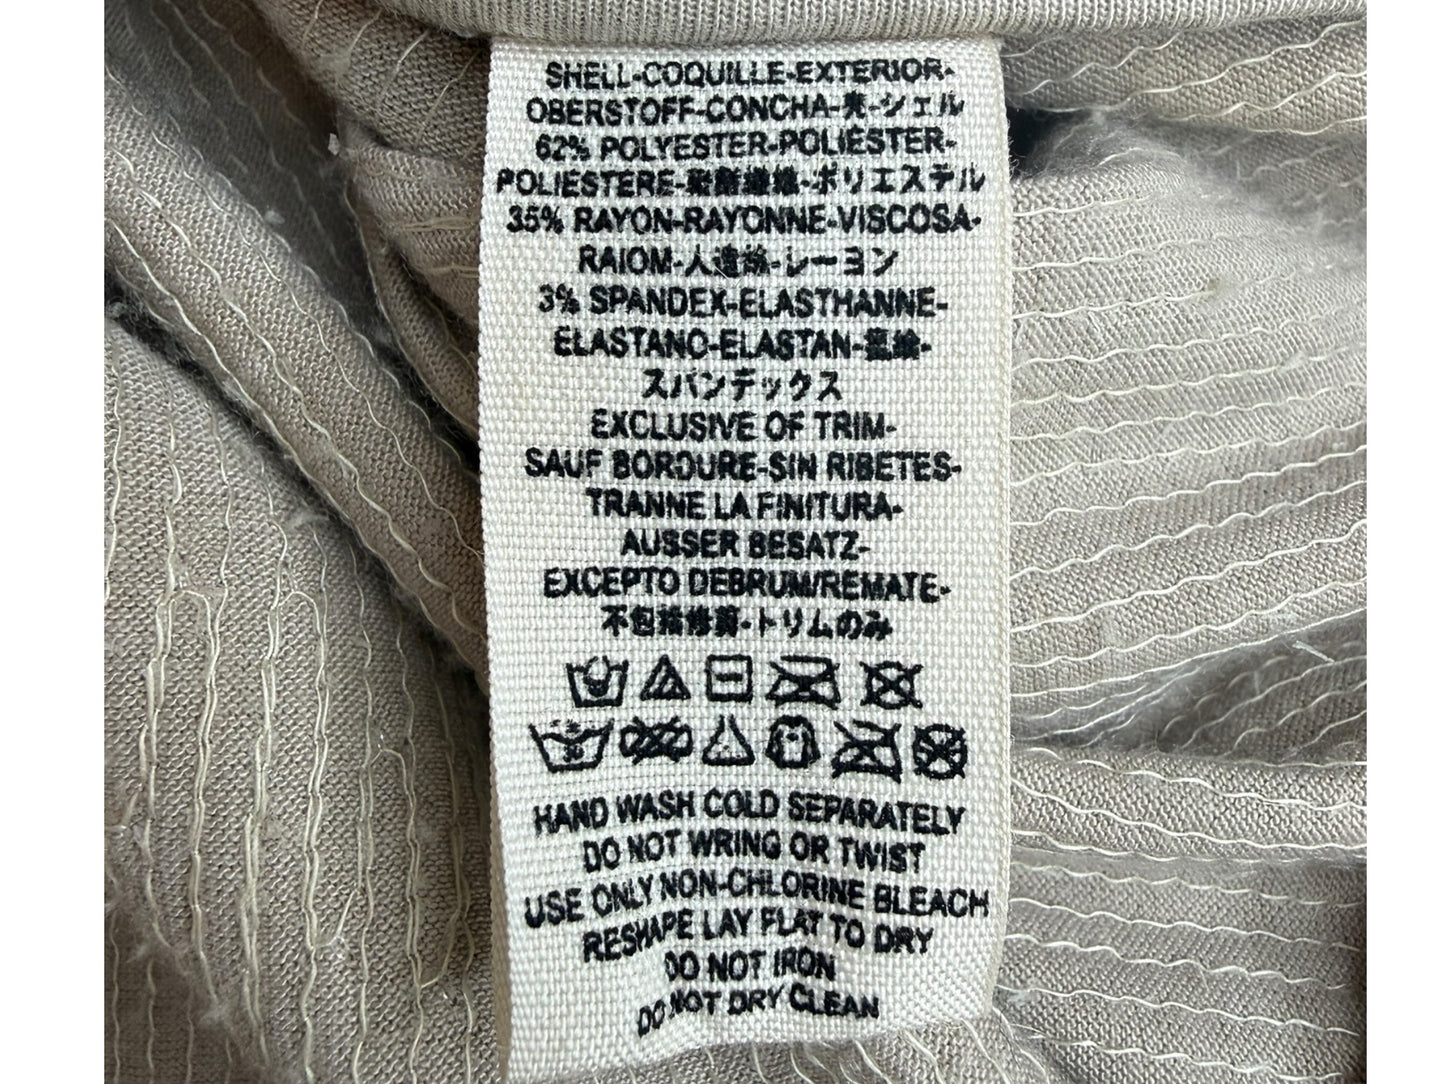 SHELL-COQUILLE-EXTERIOR-
OBERSTOFF-CONCHA-夹-シェル
62% POLYESTER-POLIÉSTER-
POLIESTERE-聚酯纖維-ポリエステル
35% RAYON-RAYONNE-VISCOSA-
RAIOM-人造絲-レーヨン
3% SPANDEX-ELASTHANNE-
ELASTANO-ELASTAN-氨綸-
スパンデックス
EXCLUSIVE OF TRIM-
SAUF BORDURE-SIN RIBETES-
TRANNE LA FINITURA-
AUSSER BESATZ-
EXCEPTO DEBRUM/REMATE-
不包括修剪-トリムのみ
HAND WASH COLD SEPARATELY
DO NOT WRING OR TWIST
USE ONLY NON-CHLORINE BLEACH
RESHAPE LAY FLAT TO DRY
DO NOT IRON
DO NOT DRY CLEAN